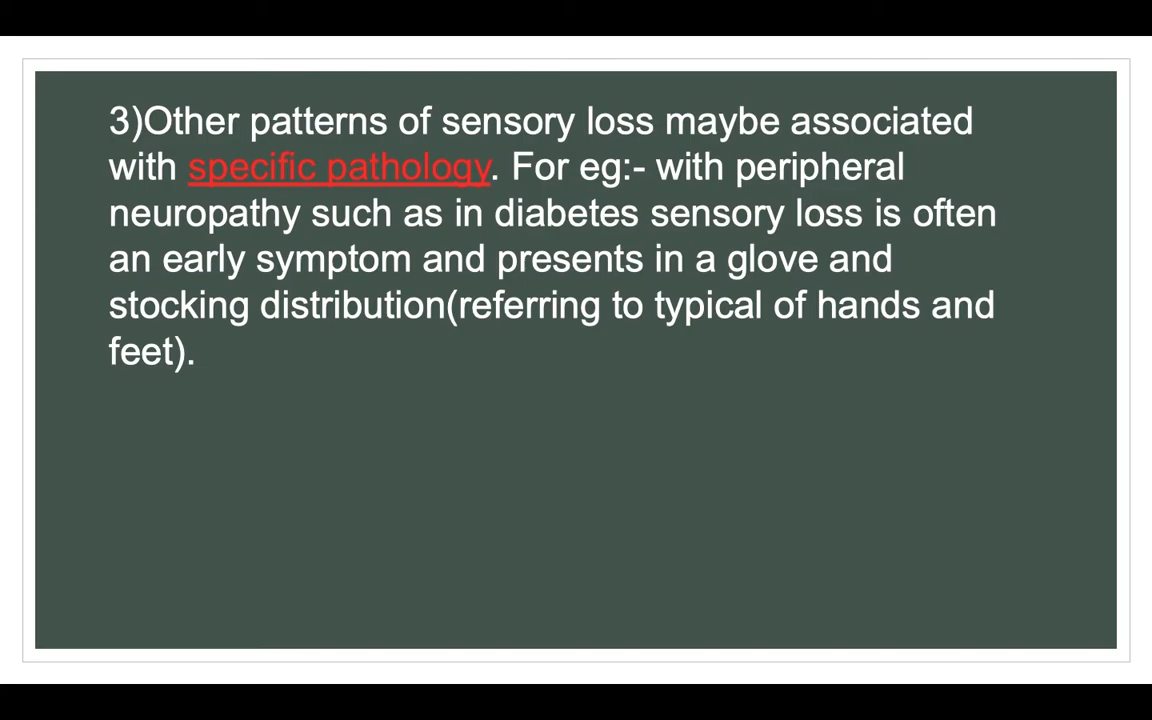 3)Other patterns of sensory loss maybe associated
with specific pathology. For eg:- with peripheral
neuropathy such as in diabetes sensory loss is often
an early symptom and presents in a glove and
stocking distribution(referring to typical of hands and
feet).